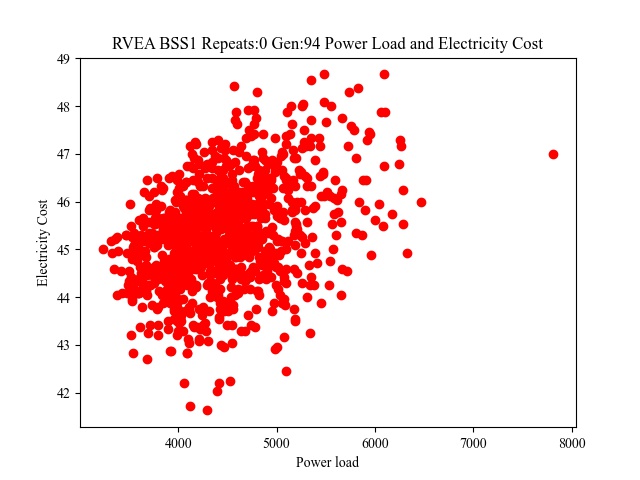 RVEA BSS1 Repeats:0 Gen:94 Power Load and Electricity Cost
49
48
47
46
45
44
43
42
Electricity Cost
4000 5000 6000 7000 8000
Power load